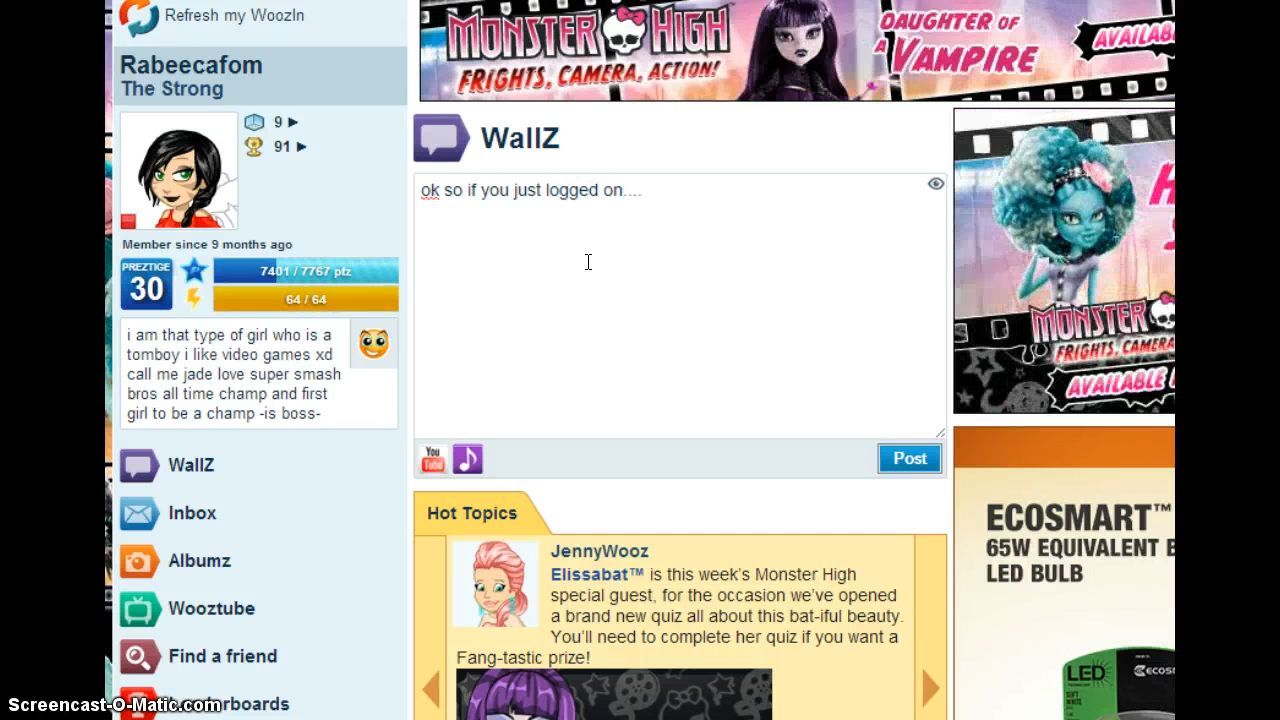 Refresh my WoozIn
Rabeecafom
The Strong
9
91
Member since 9 months ago
PREZTIGE
30
7401 / 7767 ptz
64 / 64
i am that type of girl who is a
tomboy i like video games xd
call me jade love super smash
bros all time champ and first
girl to be a champ -is boss-
WallZ
Inbox
Albumz
Wooztube
Find a friend
Screencast-O-Matic.com
MONSTER HIGH
FRIGHTS, CAMERA, ACTION!
DAUGHTER OF
A VAMPIRE
WallZ
ok so if you just logged on....
You
Tube
Post
Hot Topics
JennyWooz
Elissabat™ is this week's Monster High
special guest, for the occasion we've opened
a brand new quiz all about this bat-iful beauty.
You'll need to complete her quiz if you want a
Fang-tastic prize!
MONSTER
FRIGHTS, CAMERA
AVAILABLE
ECOSMART™
65W EQUIVALENT
LED BULB
LED